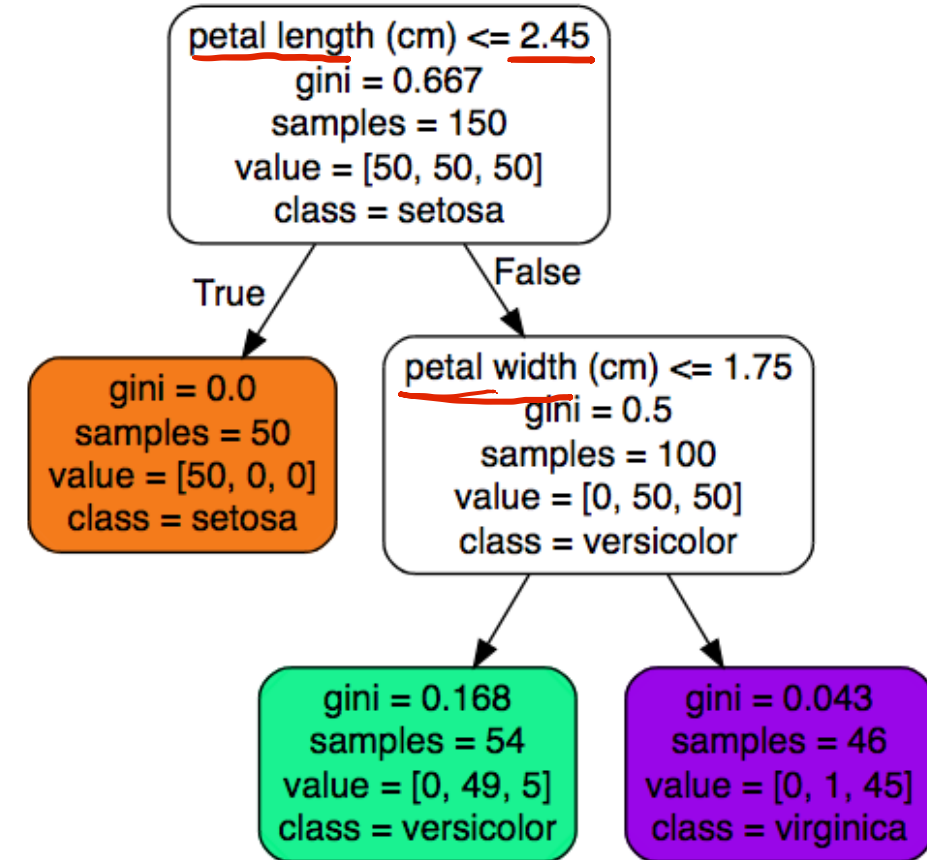 petal length (cm) <= 2.45
gini = 0.667
samples = 150
value = [50, 50, 50]
class = setosa
True
False
gini = 0.0
samples = 50
value = [50, 0, 0]
class = setosa
petal width (cm) <= 1.75
gini = 0.5
samples = 100
value = [0, 50, 50]
class = versicolor
gini = 0.168
samples = 54
value = [0, 49, 5]
class = versicolor
gini = 0.043
samples = 46
value = [0, 1, 45]
class = virginica